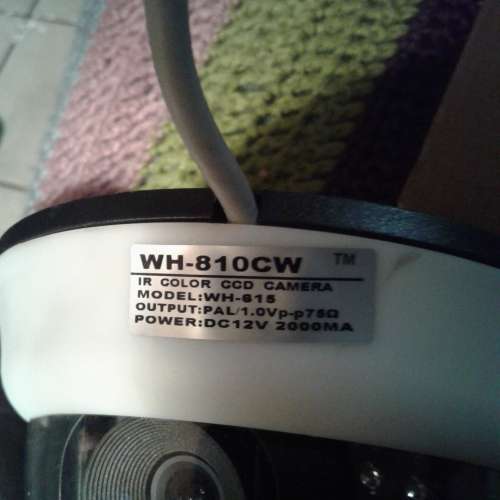 WH-810CW ™
IR COLOR CCD CAMERA
MODEL:WH-615
OUTPUT:PAL/1.0Vp-p75Ω
POWER:DC12V 2000MA